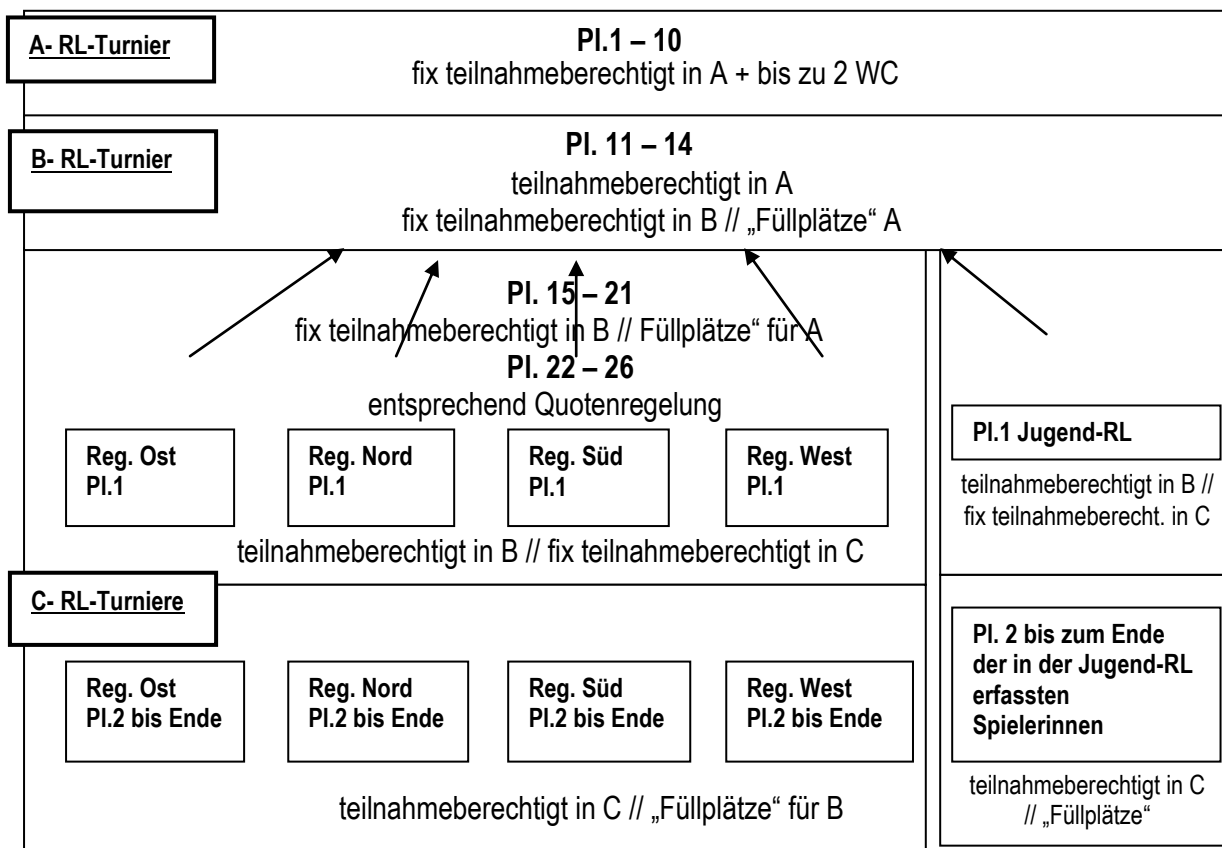 A- RL-Turnier
Pl.1 – 10
fix teilnahmeberechtigt in A + bis zu 2 WC
B- RL-Turnier
Pl. 11 – 14
teilnahmeberechtigt in A
fix teilnahmeberechtigt in B // „Füllplätze“ A
Pl. 15 – 21
fix teilnahmeberechtigt in B // Füllplätze“ für A
Pl. 22 – 26
entsprechend Quotenregelung
Reg. Ost
Pl.1
Reg. Nord
Pl.1
Reg. Süd
Pl.1
Reg. West
Pl.1
teilnahmeberechtigt in B // fix teilnahmeberechtigt in C
Pl.1 Jugend-RL
teilnahmeberechtigt in B //
fix teilnahmeberecht. in C
C- RL-Turniere
Reg. Ost
Pl.2 bis Ende
Reg. Nord
Pl.2 bis Ende
Reg. Süd
Pl.2 bis Ende
Reg. West
Pl.2 bis Ende
teilnahmeberechtigt in C // „Füllplätze“ für B
Pl. 2 bis zum Ende
der in der Jugend-RL
erfassten
Spielerinnen
teilnahmeberechtigt in C
// „Füllplätze“